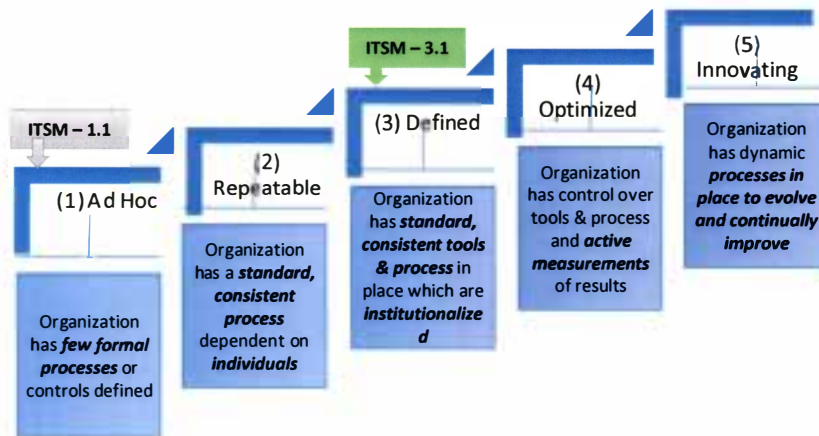 ITSM – 1.1
(1) Ad Hoc
Organization
has few formal
processes or
controls defined
(2)
Repeatable
Organization
has a standard,
consistent
process
dependent on
individuals
ITSM – 3.1
(3) Defined
Organization
has standard,
consistent tools
& process in
place which are
institutionalize
d
(4)
Optimized
Organization
has control over
tools & process
and active
measurements
of results
(5)
Innovating
Organization
has dynamic
processes in
place to evolve
and continually
improve